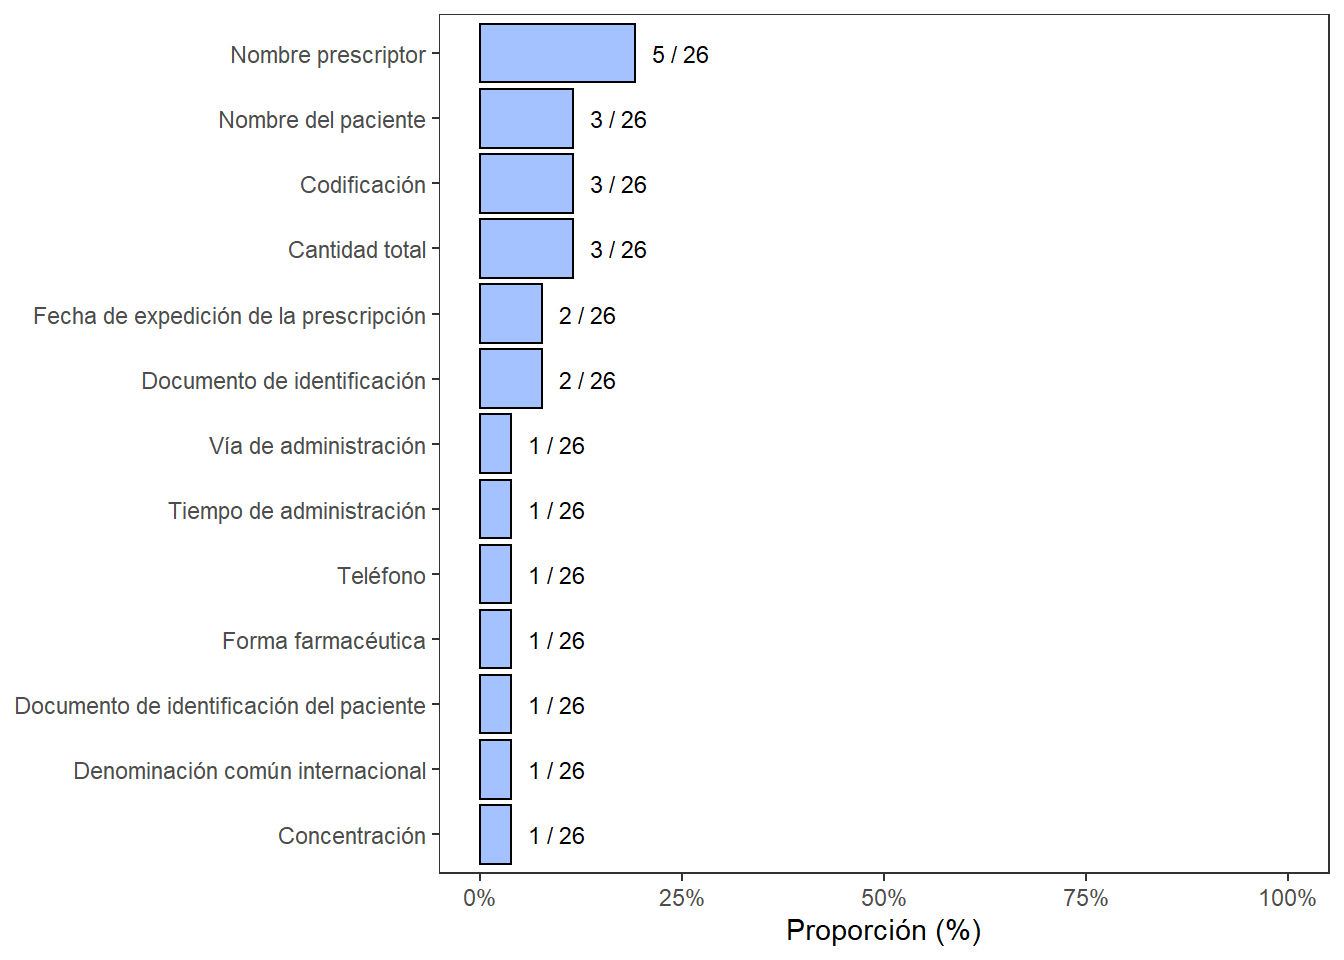 Nombre prescriptor 5 / 26
Nombre del paciente 3 / 26
Codificación 3 / 26
Cantidad total 3 / 26
Fecha de expedición de la prescripción 2 / 26
Documento de identificación 2 / 26
Vía de administración 1 / 26
Tiempo de administración 1 / 26
Teléfono 1 / 26
Forma farmacéutica 1 / 26
Documento de identificación del paciente 1 / 26
Denominación común internacional 1 / 26
Concentración 1 / 26
0% 25% 50% 75% 100%
Proporción (%)